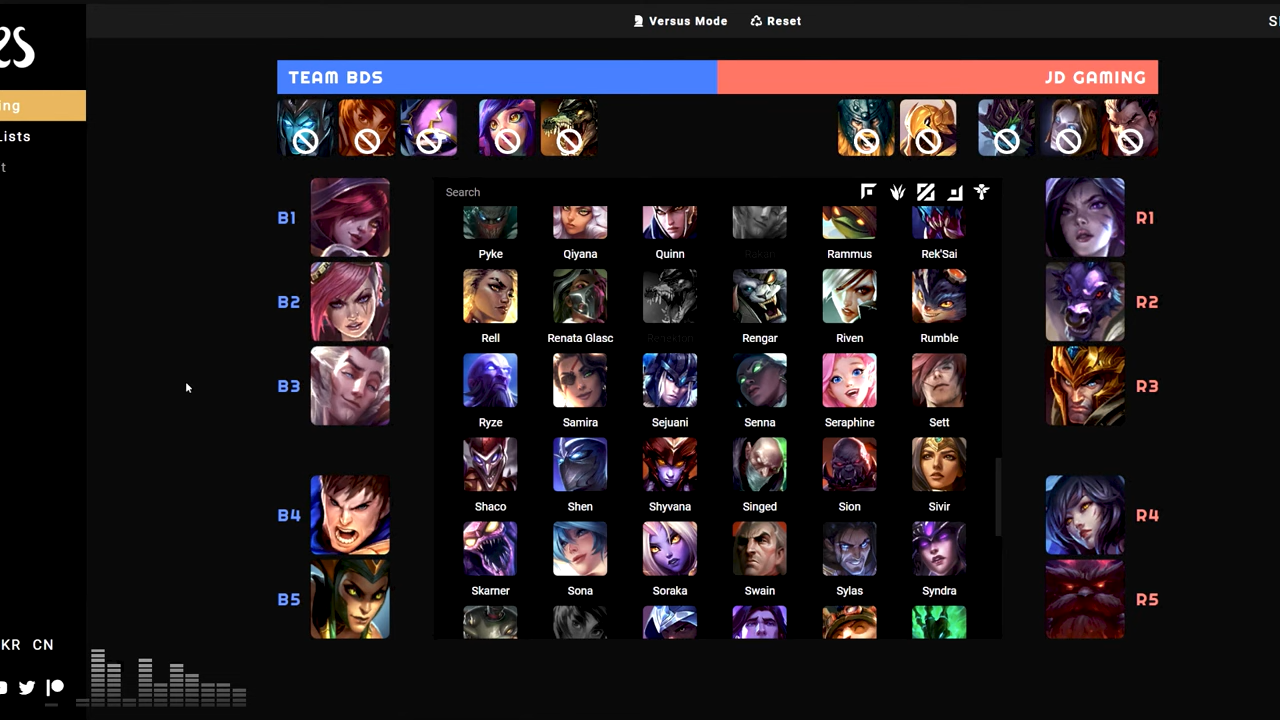 Versus Mode Reset
TEAM BDS JD GAMING
ing
Lists
t
Search
B1 R1
Pyke Qiyana Quinn Rakan Rammus Rek'Sai
B2 R2
Rell Renata Glasc Renekton Rengar Riven Rumble
B3 R3
Ryze Samira Sejuani Senna Seraphine Sett
Shaco Shen Shyvana Singed Sion Sivir
B4 R4
Skarner Sona Soraka Swain Sylas Syndra
B5 R5
KR CN